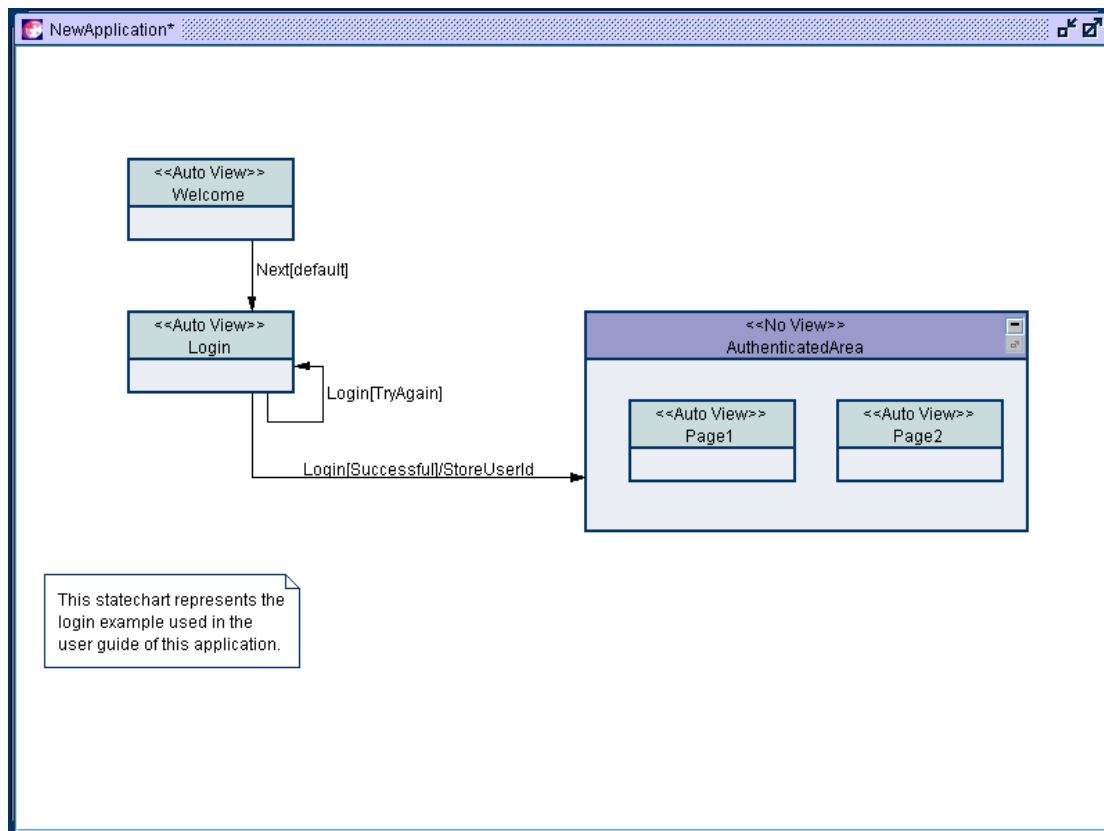 NewApplication*
<<Auto View>>
Welcome
Next[default]
<<Auto View>>
Login
Login[TryAgain]
Login[Successful]/StoreUserId
<<No View>>
AuthenticatedArea
<<Auto View>>
Page1
<<Auto View>>
Page2
This statechart represents the
login example used in the
user guide of this application.